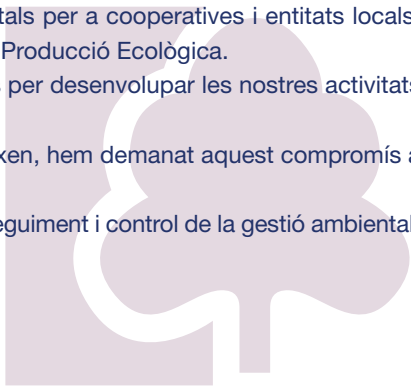 tals per a cooperatives i entitats locals
Producció Ecològica.
per desenvolupar les nostres activitats
xen, hem demanat aquest compromís a
eguiment i control de la gestió ambiental